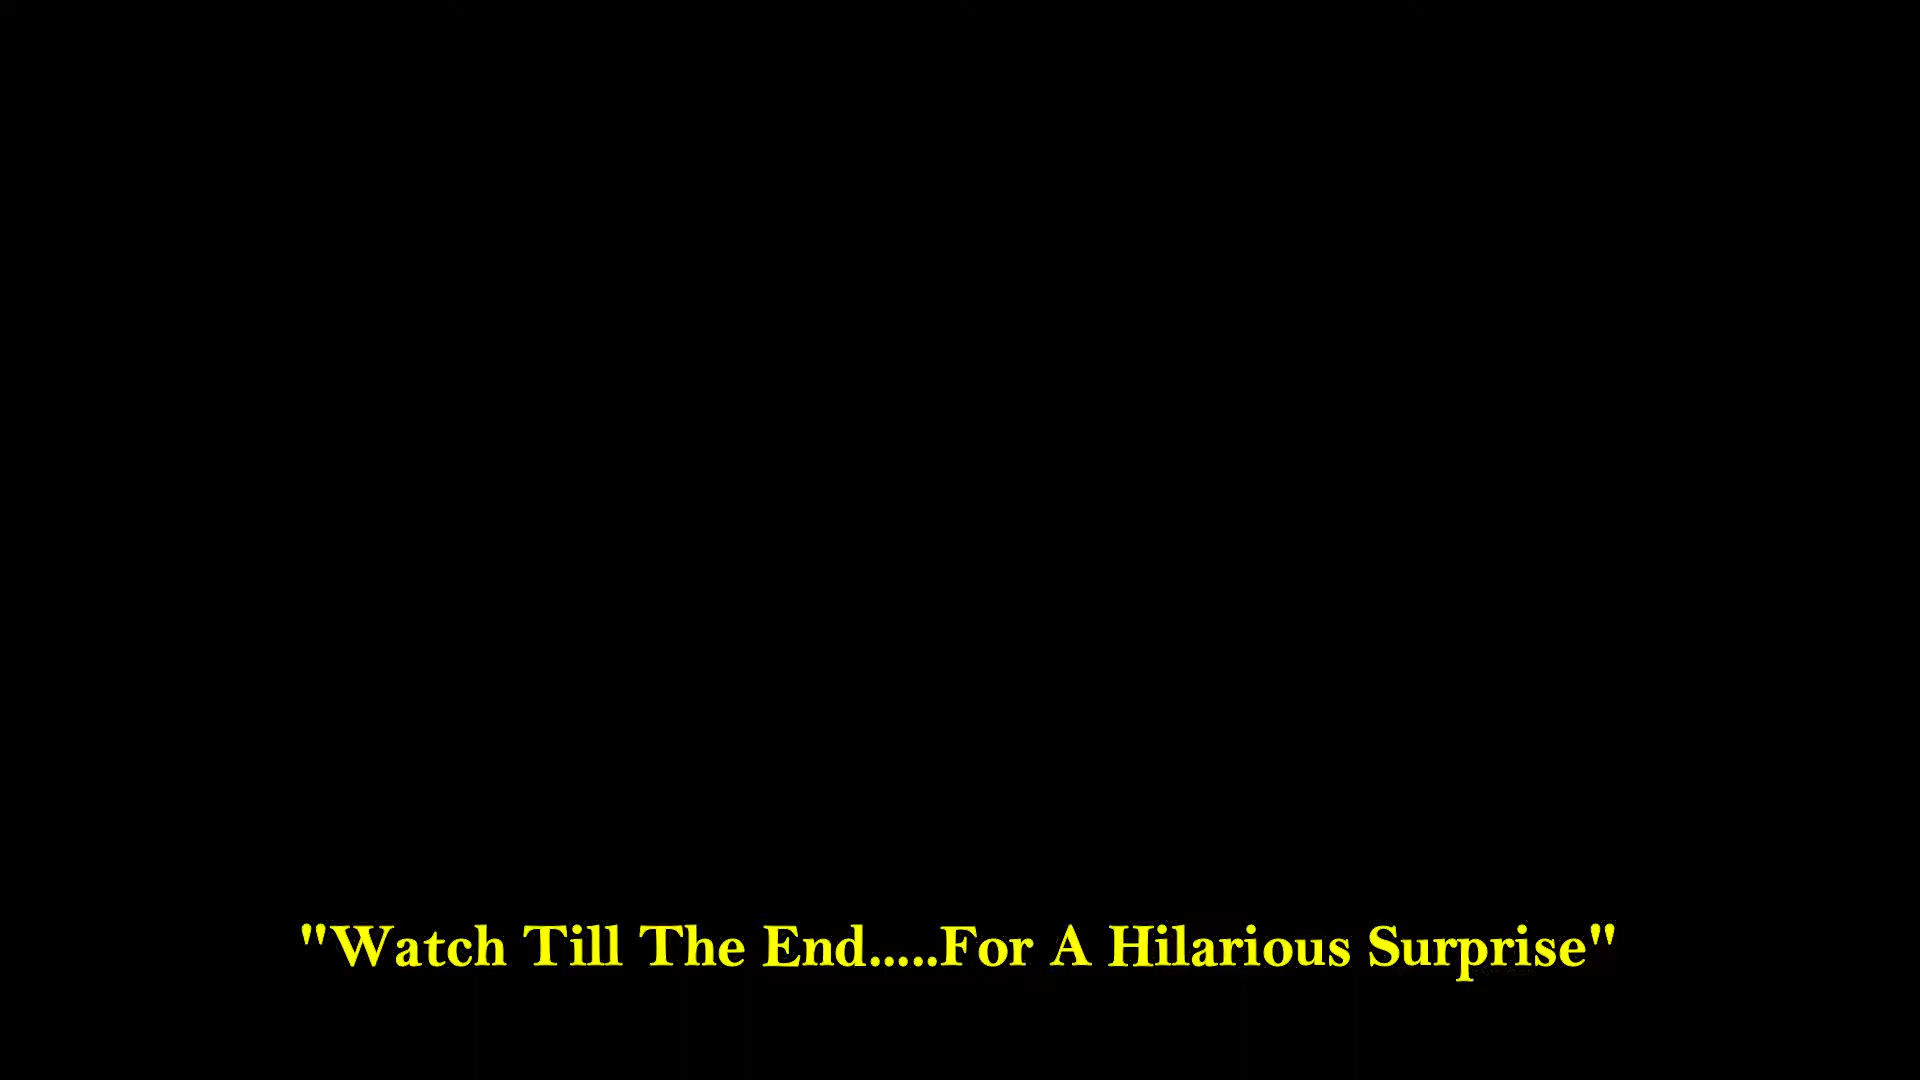 "Watch Till The End.....For A Hilarious Surprise"